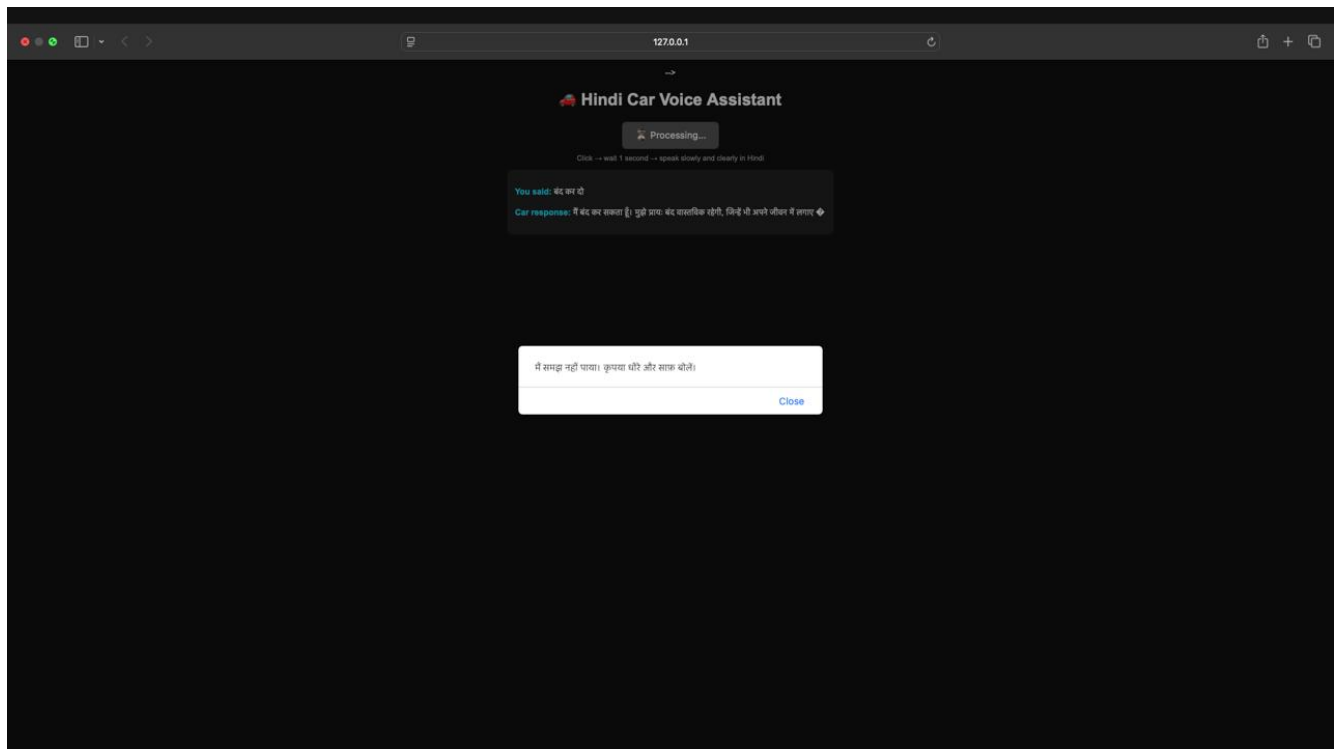 127.0.0.1
-->
Hindi Car Voice Assistant
Processing...
Click → wait 1 second → speak slowly and clearly in Hindi
You said: बंद कर दो
Car response: मैं बंद कर सकता हूँ। मुझे प्रायः बंद वास्तविक रहेगी, जिन्हें भी अपने जीवन में लगाए �
मैं समझ नहीं पाया। कृपया धीरे और साफ़ बोलें।
Close